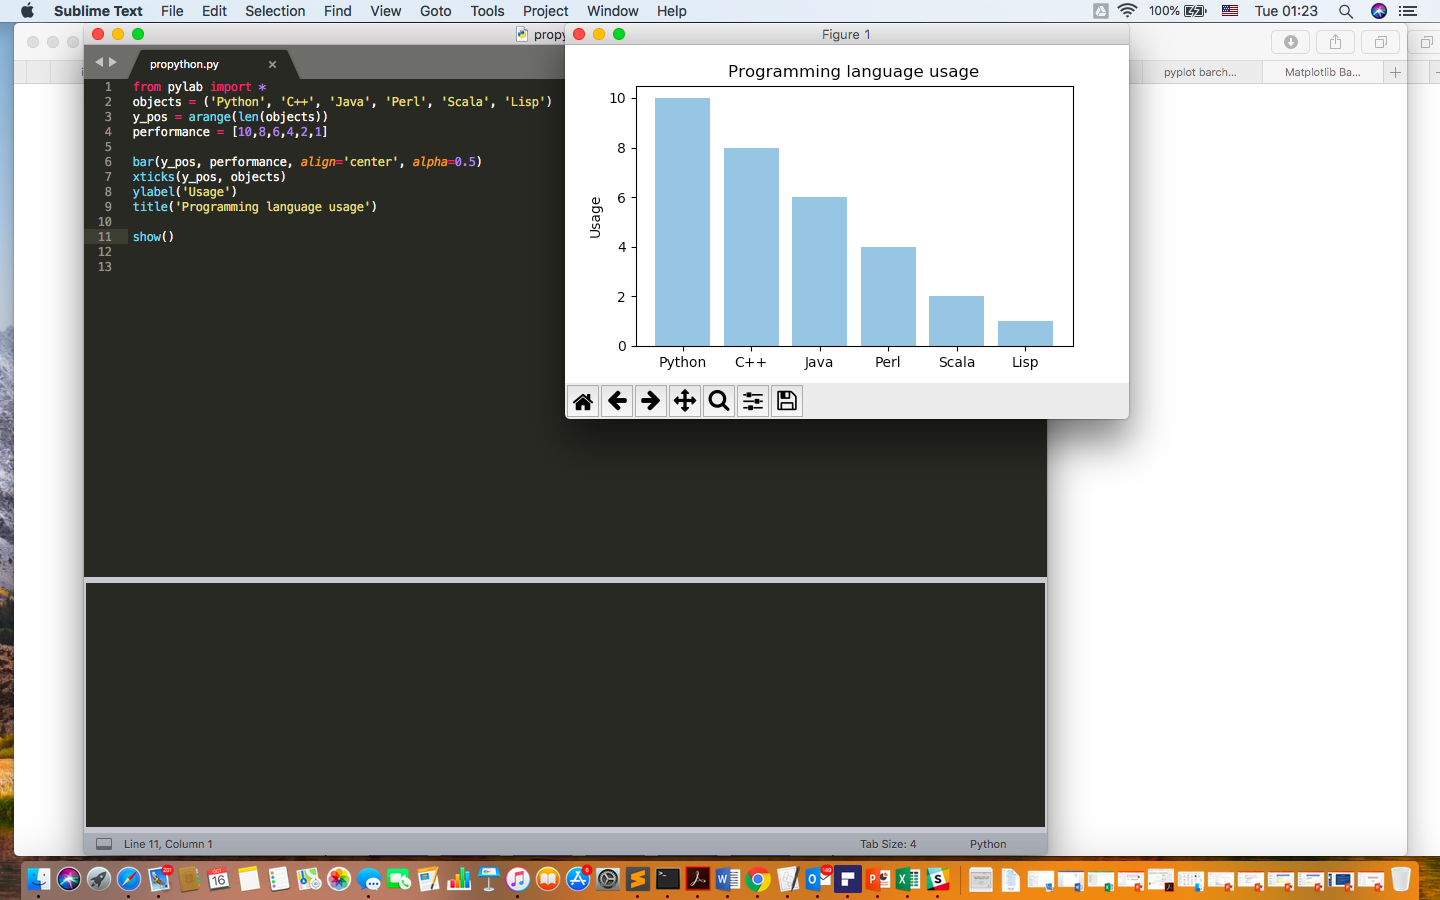 Sublime Text File Edit Selection Find View Goto Tools Project Window Help 100% Tue 01:23
propy
Figure 1
propython.py
pyplot barch...
Matplotlib Ba...
1 from pylab import *
2 objects = ('Python', 'C++', 'Java', 'Perl', 'Scala', 'Lisp')
3 y_pos = arange(len(objects))
4 performance = [10,8,6,4,2,1]
5
6 bar(y_pos, performance, align='center', alpha=0.5)
7 xticks(y_pos, objects)
8 ylabel('Usage')
9 title('Programming language usage')
10
11 show()
12
13
Programming language usage
10
8
6
4
2
0
Usage
Python C++ Java Perl Scala Lisp
Line 11, Column 1 Tab Size: 4 Python
OCT
16